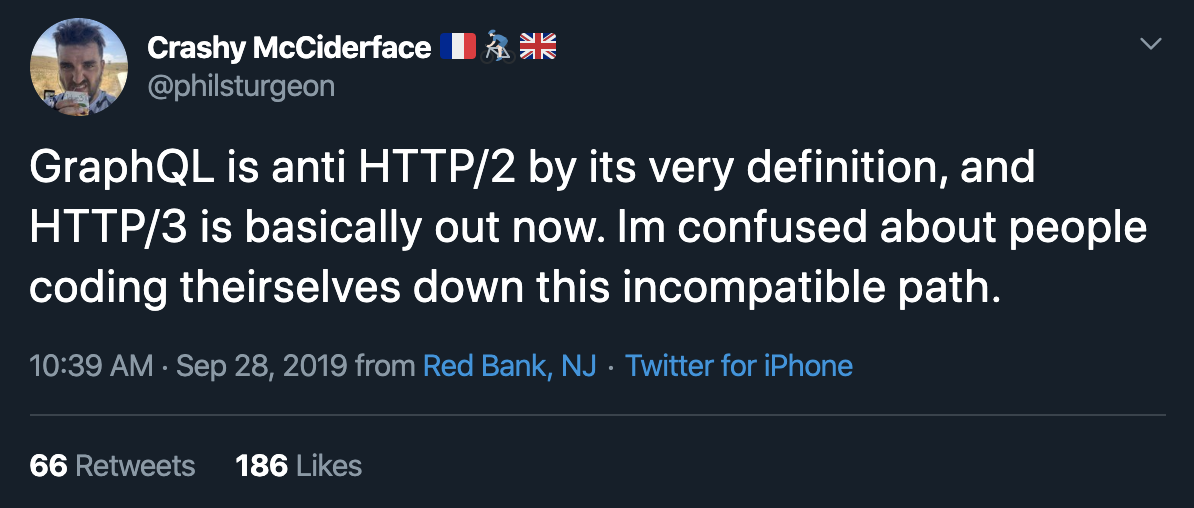 Crashy McCiderface 🇫🇷🚴🇬🇧
@philsturgeon
GraphQL is anti HTTP/2 by its very definition, and
HTTP/3 is basically out now. Im confused about people
coding theirselves down this incompatible path.
10:39 AM · Sep 28, 2019 from Red Bank, NJ · Twitter for iPhone
66 Retweets 186 Likes